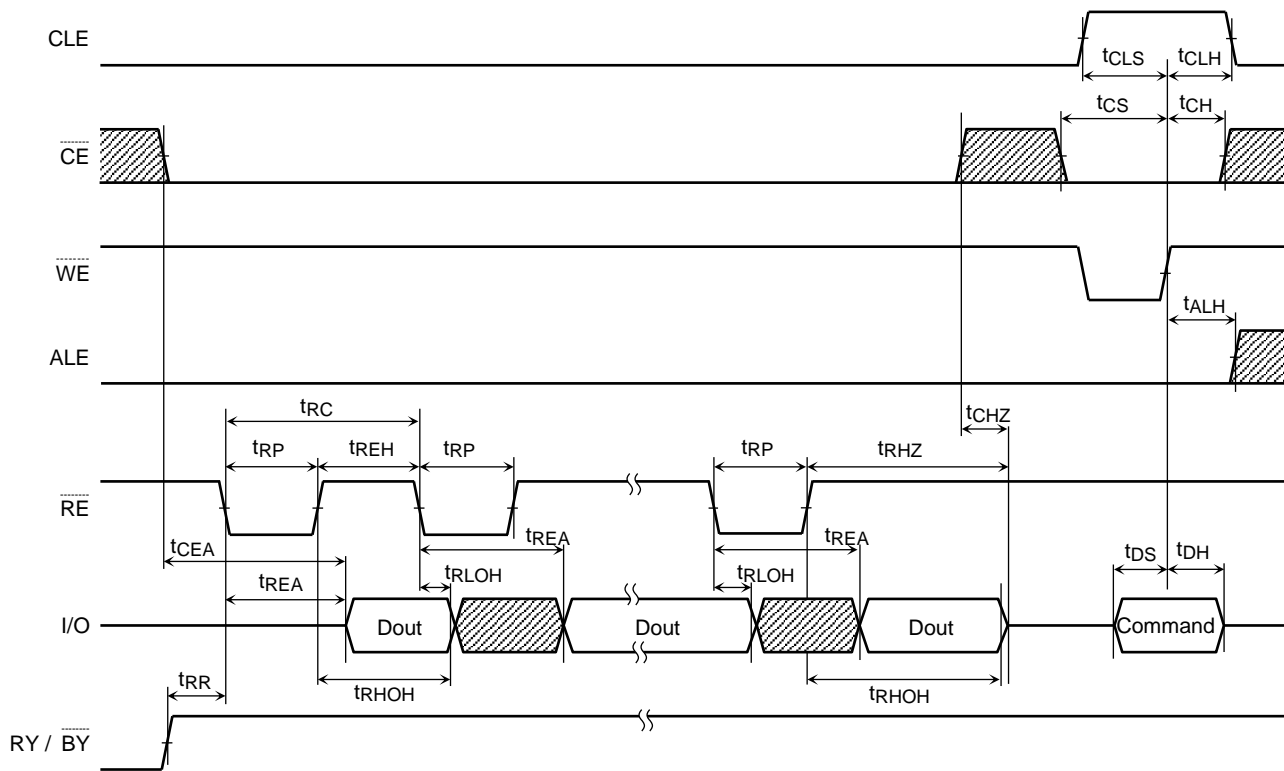 CLE
tCLS tCLH
tCS tCH
CE
WE
tALH
ALE
tRC
tCHZ
tRP tREH tRP tRP tRHZ
RE
tCEA tREA tREA
tREA tRLOH tRLOH tDS tDH
I/O Dout Dout Dout Command
tRR tRHOH tRHOH
RY / BY